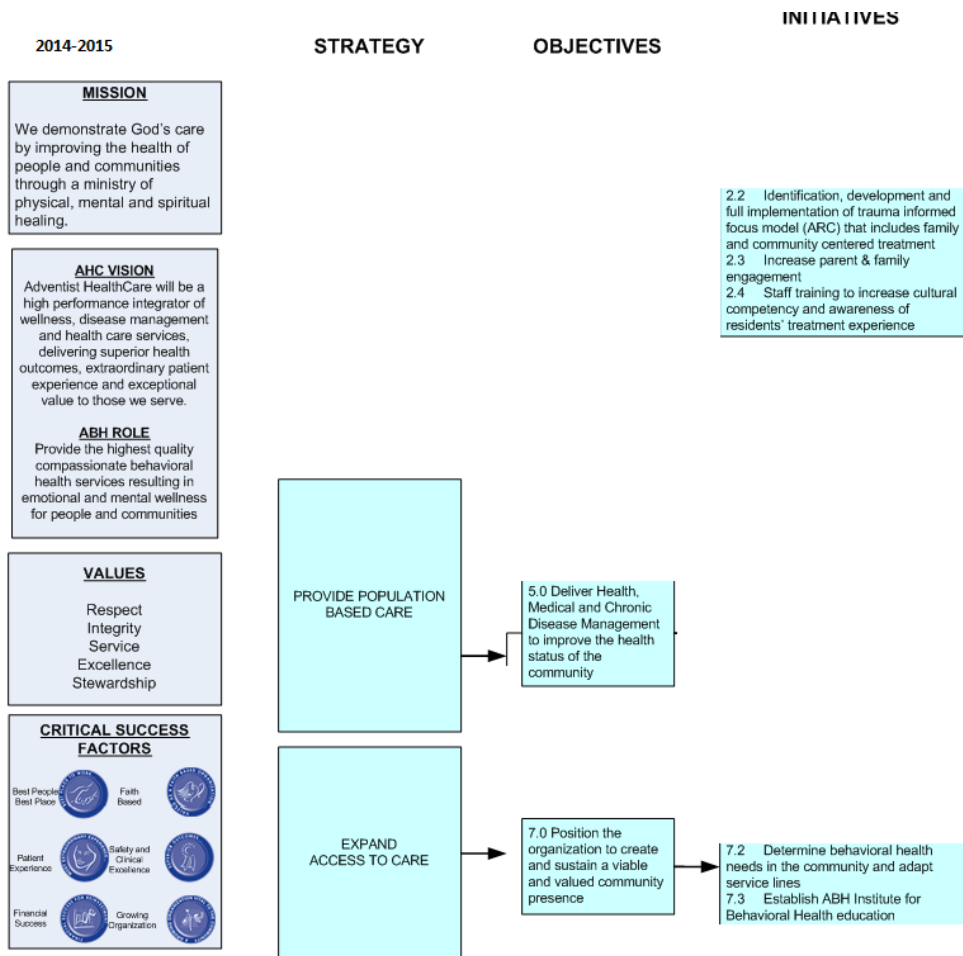 INITIATIVES
2014-2015
STRATEGY
OBJECTIVES
MISSION
We demonstrate God's care
by improving the health of
people and communities
through a ministry of
physical, mental and spiritual
healing.
AHC VISION
Adventist HealthCare will be a
high performance integrator of
wellness, disease management
and health care services,
delivering superior health
outcomes, extraordinary patient
experience and exceptional
value to those we serve.
ABH ROLE
Provide the highest quality
compassionate behavioral
health services resulting in
emotional and mental wellness
for people and communities
VALUES
Respect
Integrity
Service
Excellence
Stewardship
CRITICAL SUCCESS
FACTORS
Best People
Best Place
Faith
Based
Patient
Experience
Safety and
Clinical
Excellence
Financial
Success
Growing
Organization
PROVIDE POPULATION
BASED CARE
EXPAND
ACCESS TO CARE
5.0 Deliver Health,
Medical and Chronic
Disease Management
to improve the health
status of the
community
7.0 Position the
organization to create
and sustain a viable
and valued community
presence
2.2 Identification, development and
full implementation of trauma informed
focus model (ARC) that includes family
and community centered treatment
2.3 Increase parent & family
engagement
2.4 Staff training to increase cultural
competency and awareness of
residents' treatment experience
7.2 Determine behavioral health
needs in the community and adapt
service lines
7.3 Establish ABH Institute for
Behavioral Health education